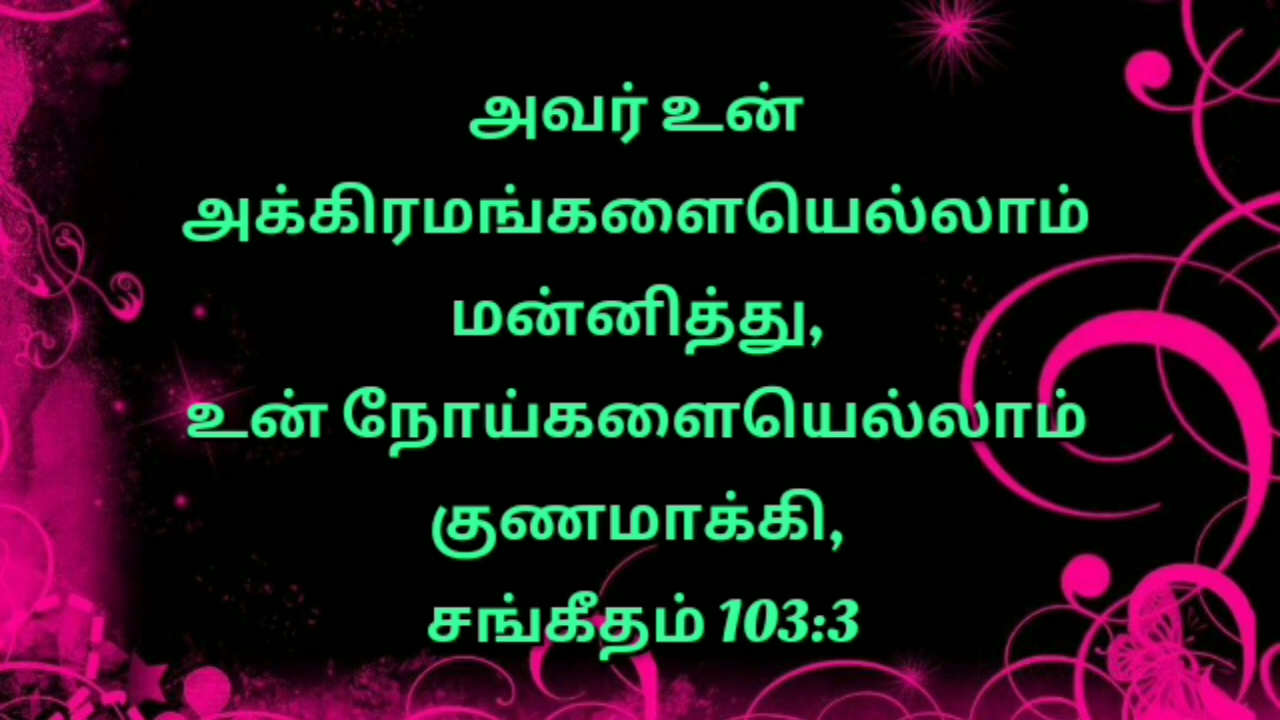 அவர் உன்
அக்கிரமங்களையெல்லாம்
மன்னித்து,
உன் நோய்களையெல்லாம்
குணமாக்கி,
சங்கீதம் 103:3